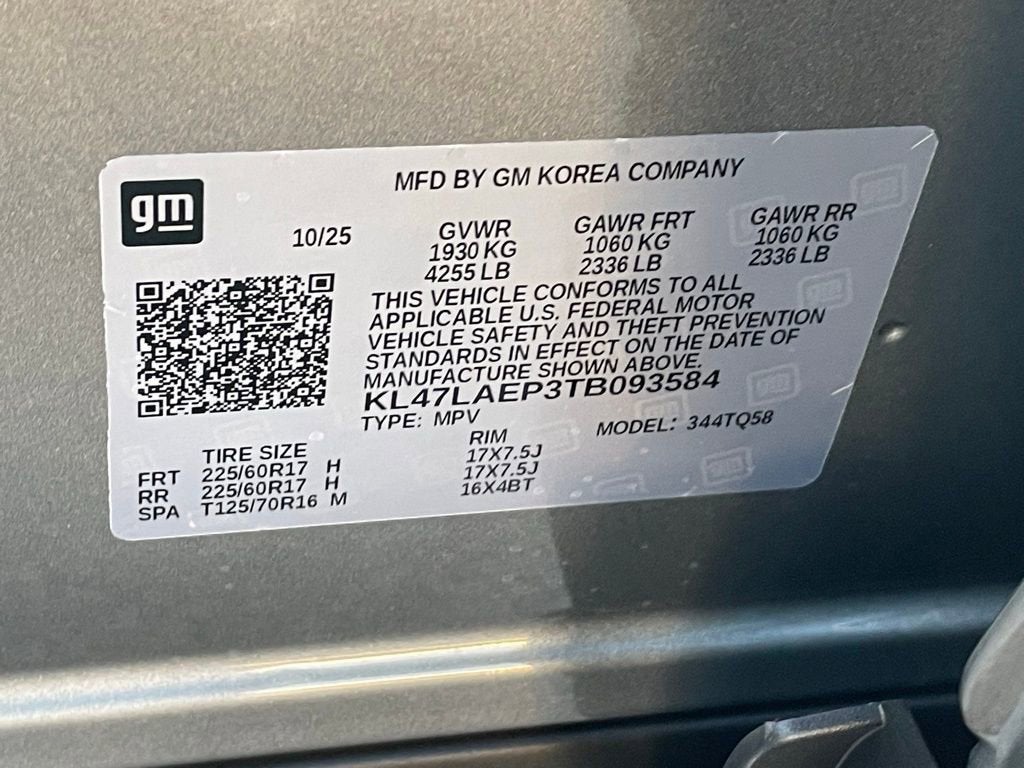 gm
MFD BY GM KOREA COMPANY
10/25
GVWR
1930 KG
4255 LB
GAWR FRT
1060 KG
2336 LB
GAWR RR
1060 KG
2336 LB
THIS VEHICLE CONFORMS TO ALL
APPLICABLE U.S. FEDERAL MOTOR
VEHICLE SAFETY AND THEFT PREVENTION
STANDARDS IN EFFECT ON THE DATE OF
MANUFACTURE SHOWN ABOVE.
KL47LAEP3TB093584
TYPE: MPV
MODEL: 344TQ58
TIRE SIZE
RIM
FRT 225/60R17 H 17X7.5J
RR 225/60R17 H 17X7.5J
SPA T125/70R16 M 16X4BT